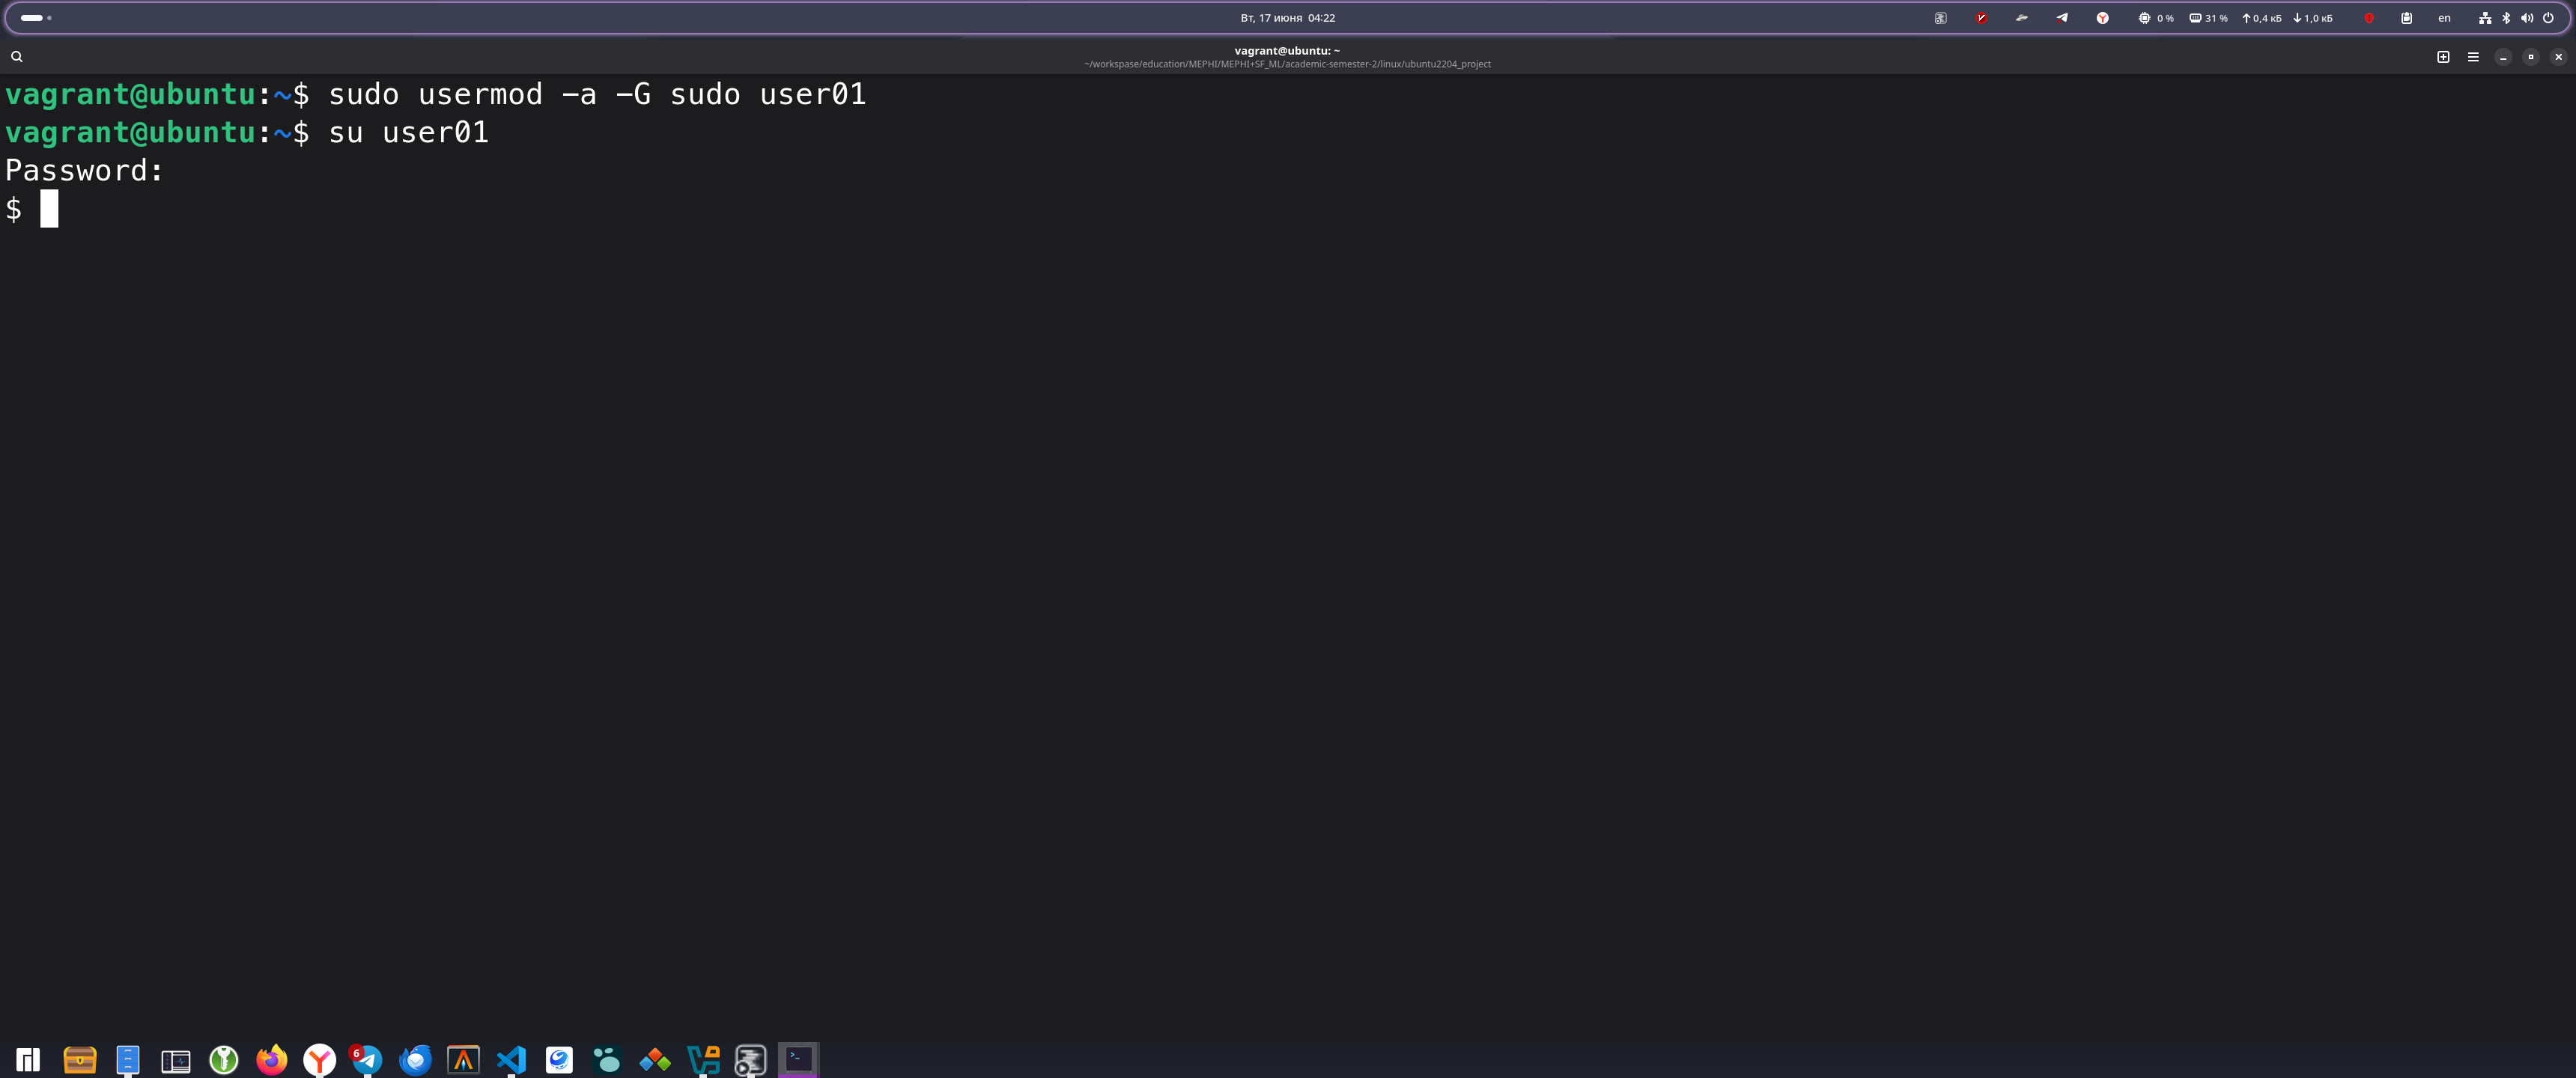 Вт, 17 июня 04:22
0 % 31 % 0,4 кБ 1,0 кБ en
vagrant@ubuntu: ~
~/workspase/education/MEPHI/MEPHI+SF_ML/academic-semester-2/linux/ubuntu2204_project
vagrant@ubuntu:~$ sudo usermod -a -G sudo user01
vagrant@ubuntu:~$ su user01
Password:
$
6